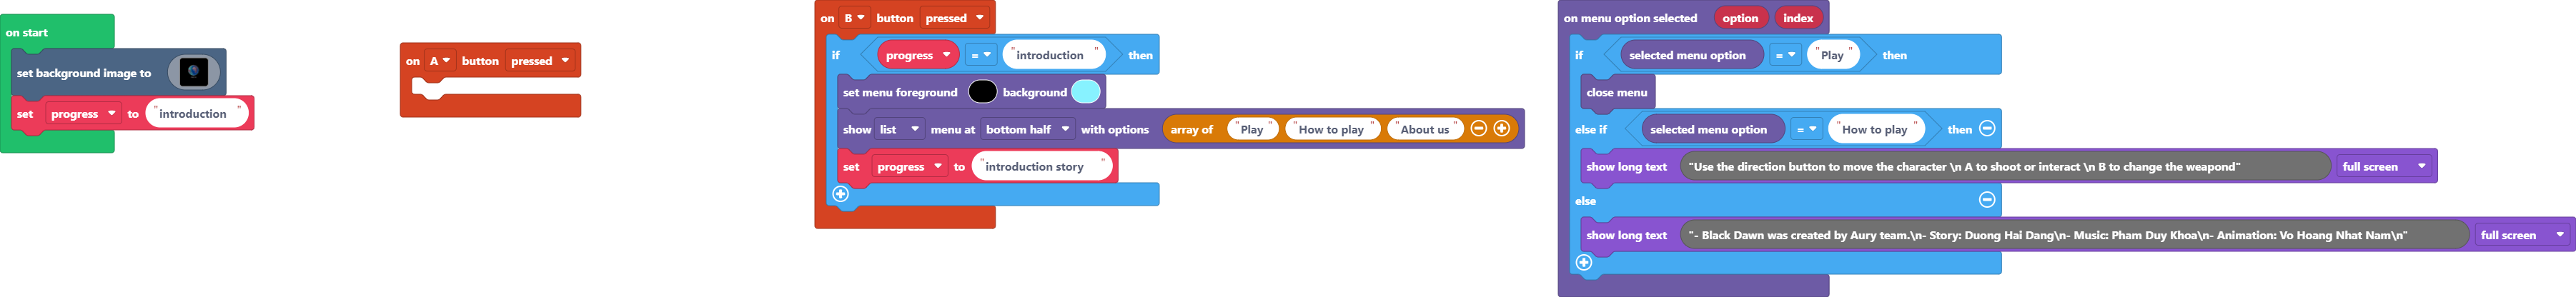 on start
set background image to
set progress to "introduction"
on A button pressed
on B button pressed
if progress = "introduction" then
set menu foreground background
show list menu at bottom half with options array of "Play" "How to play" "About us"
set progress to "introduction story"
on menu option selected option index
if selected menu option = "Play" then
close menu
else if selected menu option = "How to play" then
show long text "Use the direction button to move the character \n A to shoot or interact \n B to change the weapond" full screen
else
show long text "- Black Dawn was created by Aury team.\n- Story: Duong Hai Dang\n- Music: Pham Duy Khoa\n- Animation: Vo Hoang Nhat Nam\n" full screen